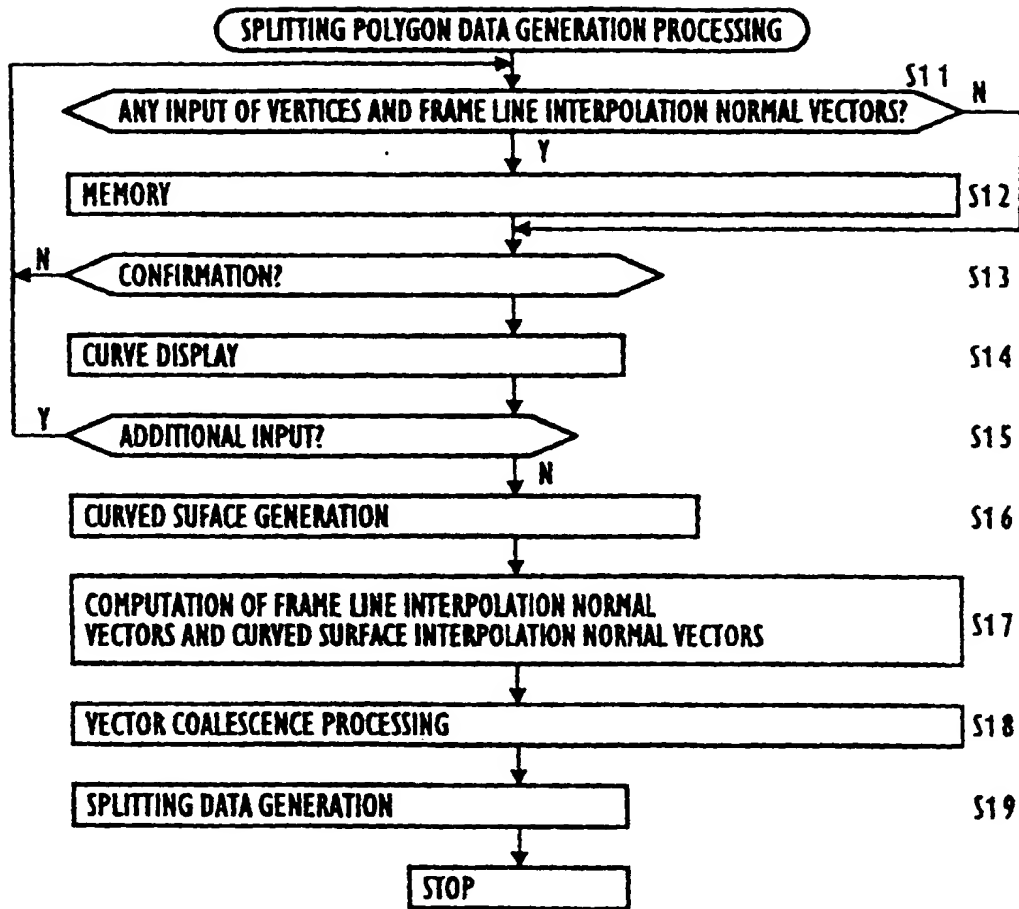 SPLITTING POLYGON DATA GENERATION PROCESSING
S11
N
ANY INPUT OF VERTICES AND FRAME LINE INTERPOLATION NORMAL VECTORS?
Y
MEMORY
S12
N
CONFIRMATION?
S13
CURVE DISPLAY
S14
Y
ADDITIONAL INPUT?
S15
N
CURVED SUFACE GENERATION
S16
COMPUTATION OF FRAME LINE INTERPOLATION NORMAL
VECTORS AND CURVED SURFACE INTERPOLATION NORMAL VECTORS
S17
VECTOR COALESCENCE PROCESSING
S18
SPLITTING DATA GENERATION
S19
STOP